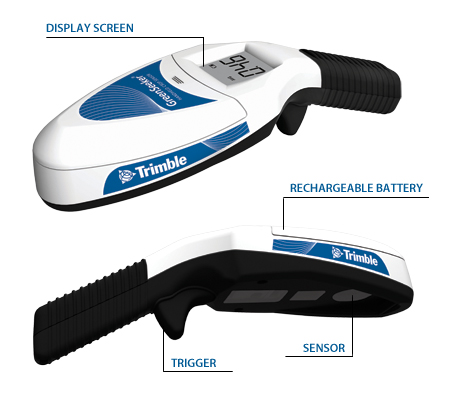 DISPLAY SCREEN
GreenSeeker
Trimble
RECHARGEABLE BATTERY
Trimble
TRIGGER
SENSOR